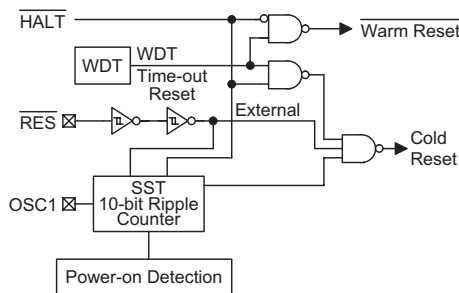 HALT
Warm Reset
WDT
WDT
Time-out
Reset
RES
External
Cold
Reset
OSC1
SST
10-bit Ripple
Counter
Power-on Detection